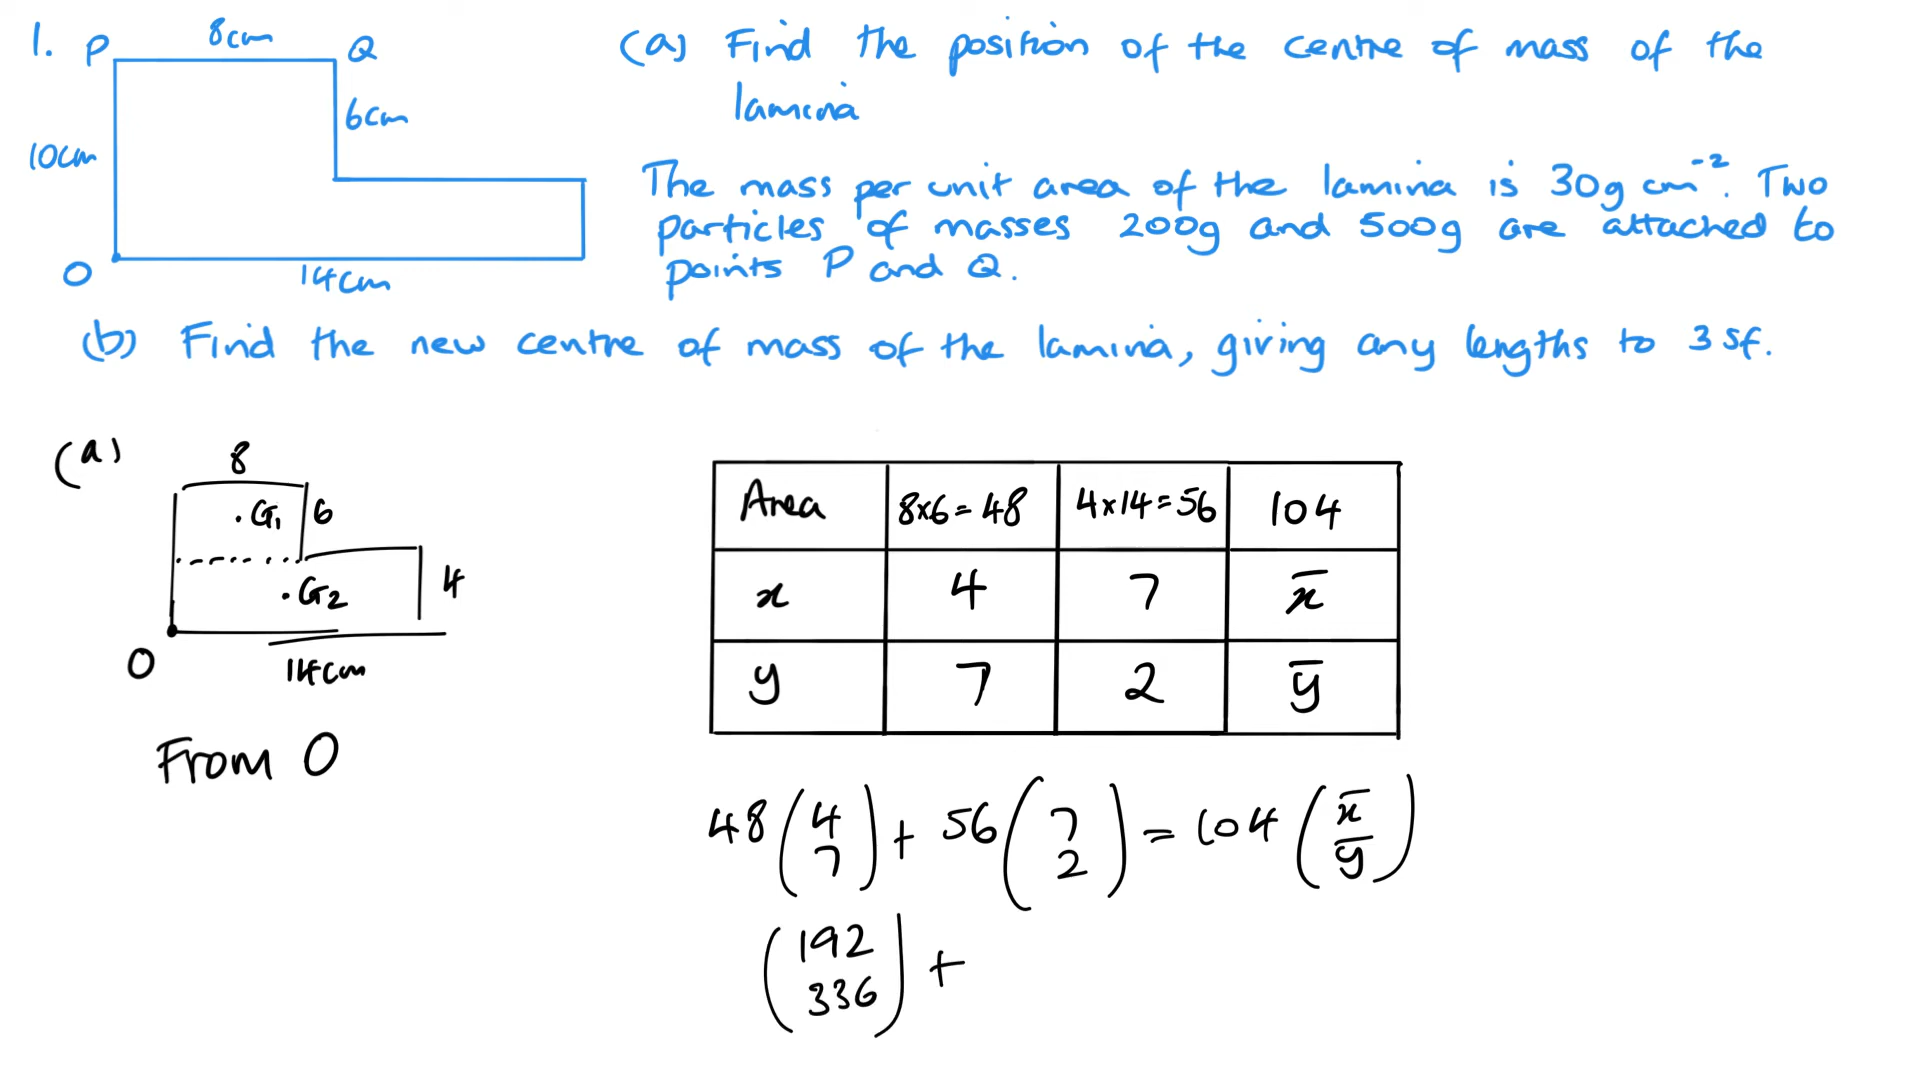 1. P 8cm Q
6cm
10cm
O 14cm
(a) Find the position of the centre of mass of the
lamina
The mass per unit area of the lamina is 30g cm⁻². Two
particles of masses 200g and 500g are attached to
points P and Q.
(b) Find the new centre of mass of the lamina, giving any lengths to 3 sf.
(a)
8
.G₁ 6
.G₂ 4
O 14cm
From O
Area 8x6=48 4x14=56 104
x 4 7 x̄
y 7 2 ȳ
48 (4 7) + 56 (7 2) = 104 (x̄ ȳ)
(192 336) +